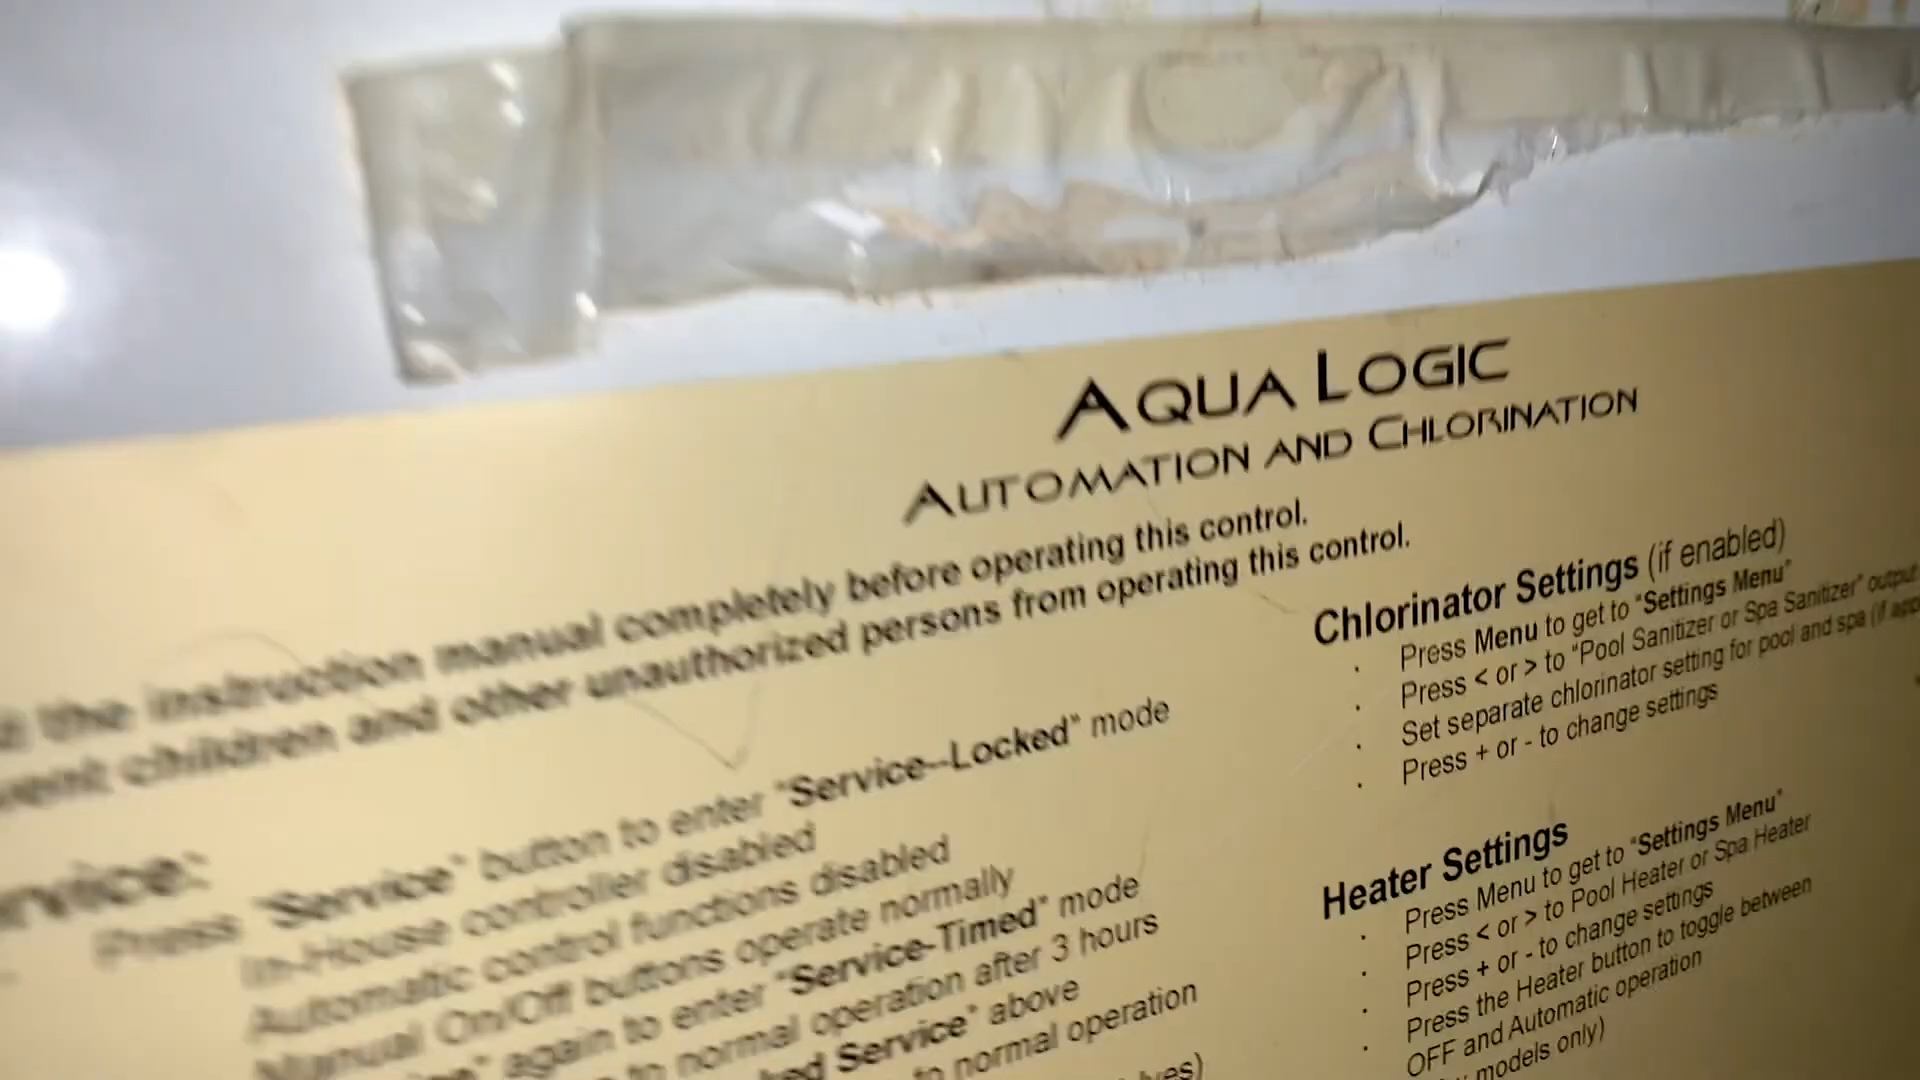 AQUA LOGIC
AUTOMATION AND CHLORINATION
the instruction manual completely before operating this control.
vent children and other unauthorized persons from operating this control.
rvice:
Press "Service" button to enter "Service--Locked" mode
In-House controller disabled
Automatic control functions disabled
Manual On/Off buttons operate normally
again to enter "Service-Timed" mode
to normal operation after 3 hours
ked Service" above
to normal operation
ves)
Chlorinator Settings (if enabled)
· Press Menu to get to "Settings Menu"
· Press < or > to "Pool Sanitizer or Spa Sanitizer" output
· Set separate chlorinator setting for pool and spa (if app
· Press + or - to change settings
Heater Settings
· Press Menu to get to "Settings Menu"
· Press < or > to Pool Heater or Spa Heater
· Press + or - to change settings
· Press the Heater button to toggle between
OFF and Automatic operation
models only)